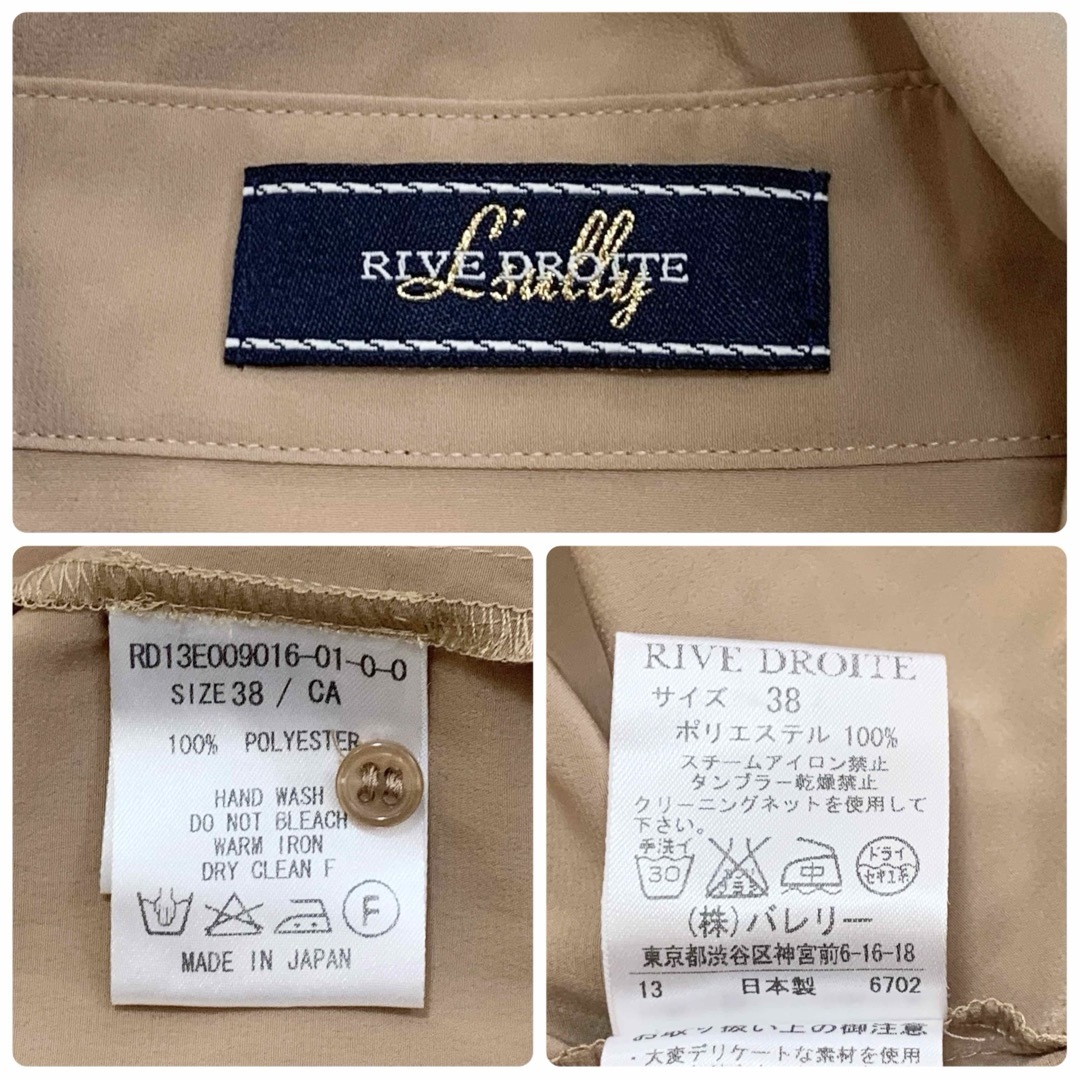 RIVE DROITE
L'sully
RD13E009016-01-0-0
SIZE 38 / CA
100% POLYESTER
HAND WASH
DO NOT BLEACH
WARM IRON
DRY CLEAN F
F
MADE IN JAPAN
RIVE DROITE
サイズ 38
ポリエステル 100%
スチームアイロン禁止
タンブラー乾燥禁止
クリーニングネットを使用して
下さい。
手洗イ
30
中
ドライ
セキユ系
(株)バレリー
東京都渋谷区神宮前6-16-18
13 日本製 6702
お取り扱い上の御注意
・大変デリケートな素材を使用